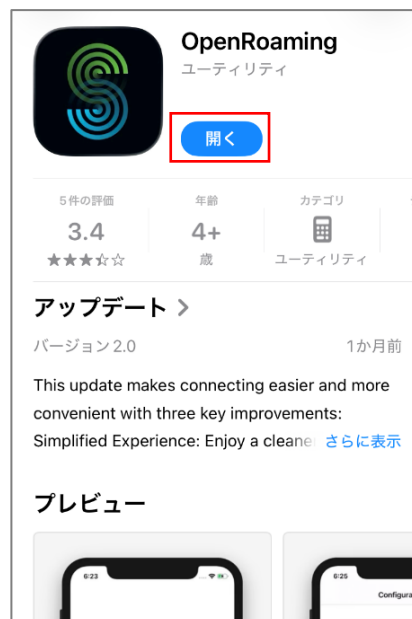 OpenRoaming
ユーティリティ
開く
5件の評価
年齢
カテゴリ
3.4
4+
★★★☆☆
歳
ユーティリティ
アップデート >
バージョン 2.0
1か月前
This update makes connecting easier and more
convenient with three key improvements:
Simplified Experience: Enjoy a cleane さらに表示
プレビュー
6:23
6:25
Configura